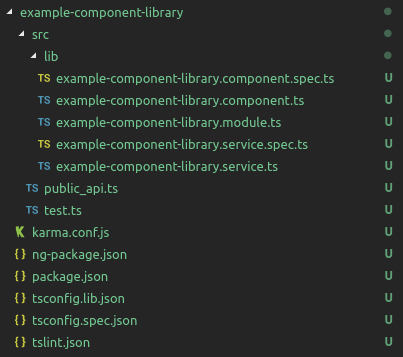 example-component-library
src
lib
TS example-component-library.component.spec.ts U
TS example-component-library.component.ts U
TS example-component-library.module.ts U
TS example-component-library.service.spec.ts U
TS example-component-library.service.ts U
TS public_api.ts U
TS test.ts U
K karma.conf.js U
{} ng-package.json U
{} package.json U
{} tsconfig.lib.json U
{} tsconfig.spec.json U
{} tslint.json U